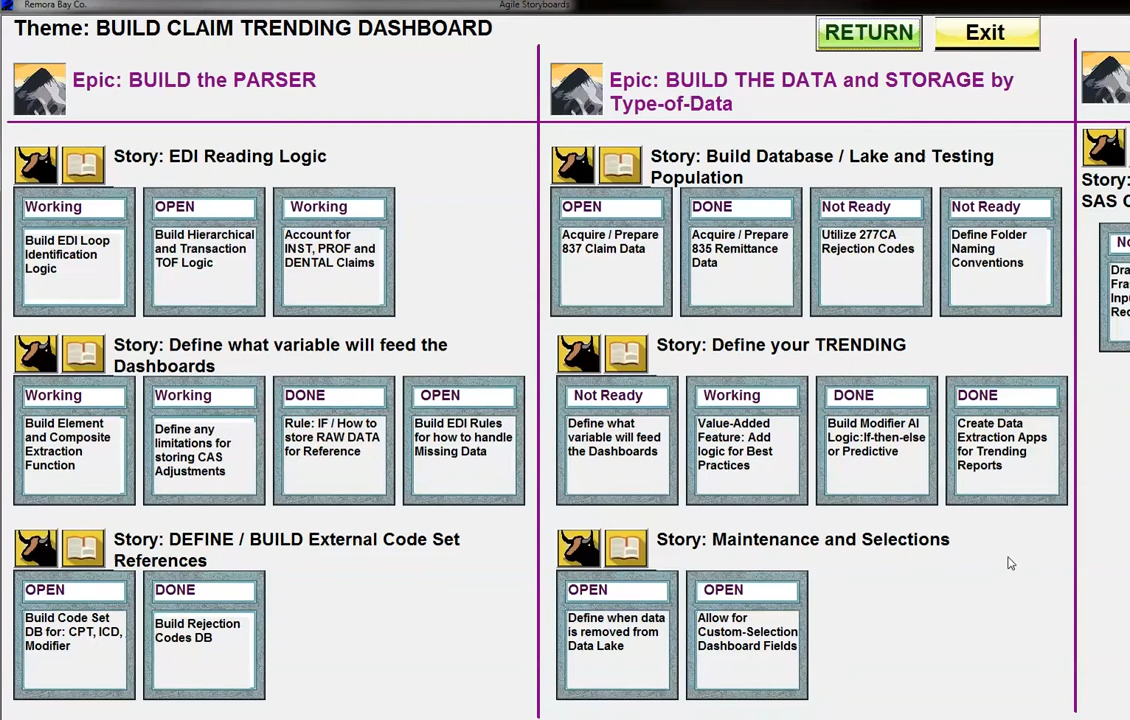 Remora Bay Co.
Agile Storyboards
Theme: BUILD CLAIM TRENDING DASHBOARD
RETURN
Exit
Epic: BUILD the PARSER
Story: EDI Reading Logic
Working
Build EDI Loop
Identification
Logic
OPEN
Build Hierarchical
and Transaction
TOF Logic
Working
Account for
INST, PROF and
DENTAL Claims
Story: Define what variable will feed the
Dashboards
Working
Build Element
and Composite
Extraction
Function
Working
Define any
limitations for
storing CAS
Adjustments
DONE
Rule: IF / How to
store RAW DATA
for Reference
OPEN
Build EDI Rules
for how to handle
Missing Data
Story: DEFINE / BUILD External Code Set
References
OPEN
Build Code Set
DB for: CPT, ICD,
Modifier
DONE
Build Rejection
Codes DB
Epic: BUILD THE DATA and STORAGE by
Type-of-Data
Story: Build Database / Lake and Testing
Population
OPEN
Acquire / Prepare
837 Claim Data
DONE
Acquire / Prepare
835 Remittance
Data
Not Ready
Utilize 277CA
Rejection Codes
Not Ready
Define Folder
Naming
Conventions
Story: Define your TRENDING
Not Ready
Define what
variable will feed
the Dashboards
Working
Value-Added
Feature: Add
logic for Best
Practices
DONE
Build Modifier AI
Logic:If-then-else
or Predictive
DONE
Create Data
Extraction Apps
for Trending
Reports
Story: Maintenance and Selections
OPEN
Define when data
is removed from
Data Lake
OPEN
Allow for
Custom-Selection
Dashboard Fields
Story:
SAS